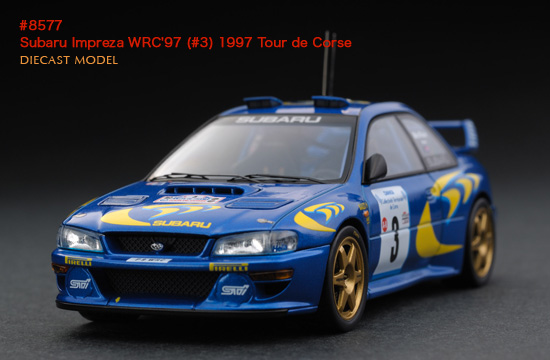 #8577
Subaru Impreza WRC'97 (#3) 1997 Tour de Corse
DIECAST MODEL
SUBARU
SUBARU
3
PIRELLI
PIRELLI
STi
STi